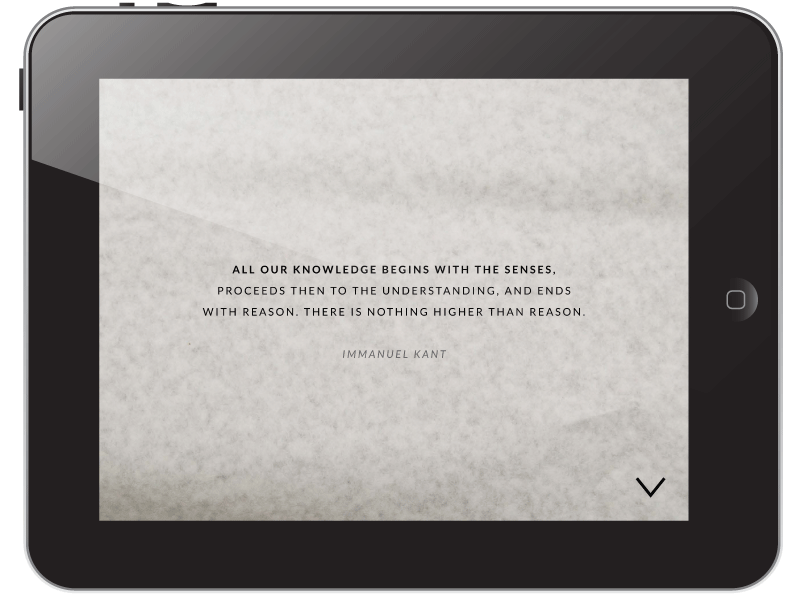 ALL OUR KNOWLEDGE BEGINS WITH THE SENSES,
PROCEEDS THEN TO THE UNDERSTANDING, AND ENDS
WITH REASON. THERE IS NOTHING HIGHER THAN REASON.
IMMANUEL KANT